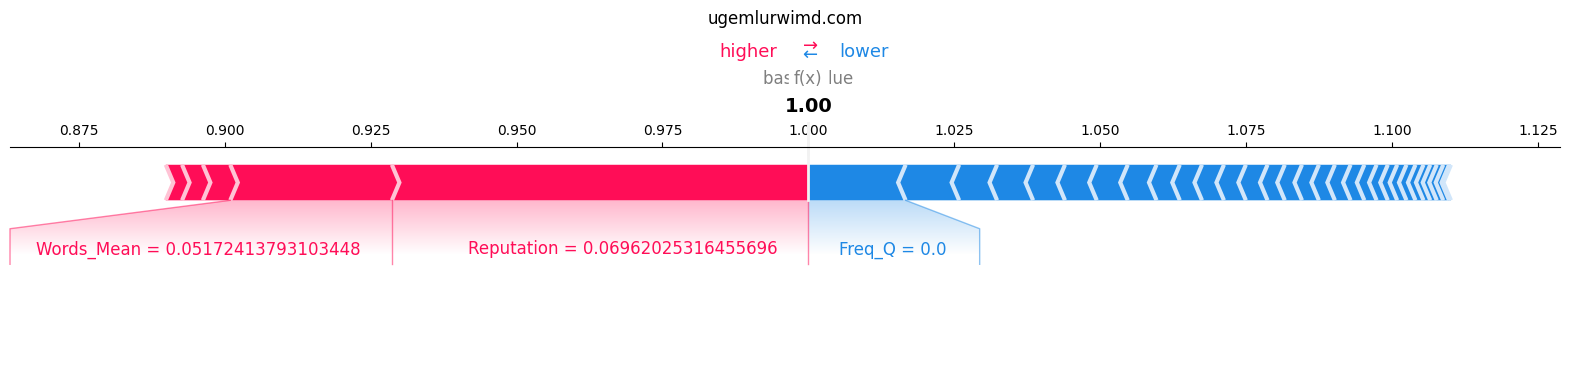 ugemlurwimd.com
higher ⇄ lower
f(x) lue
1.00
0.875 0.900 0.925 0.950 0.975 1.000 1.025 1.050 1.075 1.100 1.125
Words_Mean = 0.05172413793103448 Reputation = 0.06962025316455696 Freq_Q = 0.0